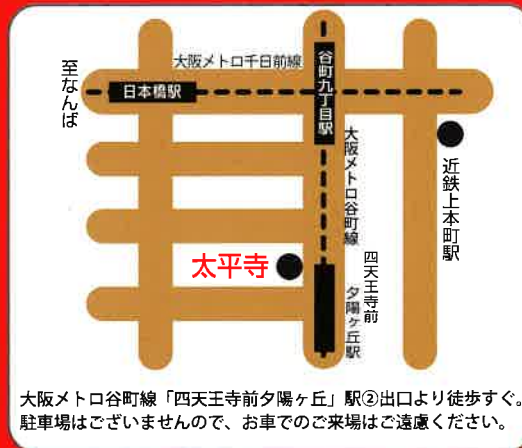 大阪メトロ千日前線
至なんば
日本橋駅
谷町九丁目駅
大阪メトロ谷町線
近鉄上本町駅
太平寺
四天王寺前
夕陽ヶ丘駅
大阪メトロ谷町線「四天王寺前夕陽ヶ丘」駅②出口より徒歩すぐ。
駐車場はございませんので、お車でのご来場はご遠慮ください。